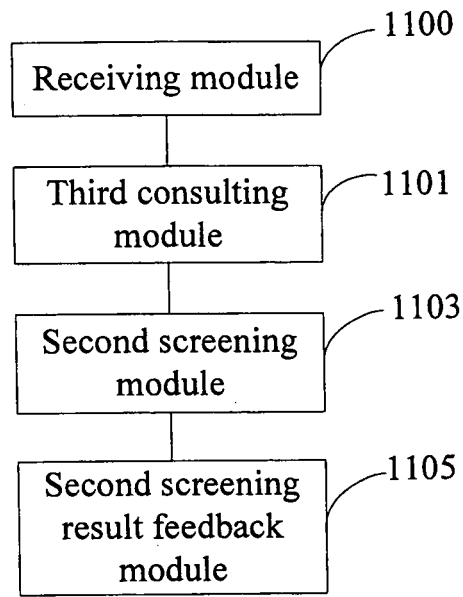 1100
Receiving module
1101
Third consulting
module
1103
Second screening
module
1105
Second screening
result feedback
module